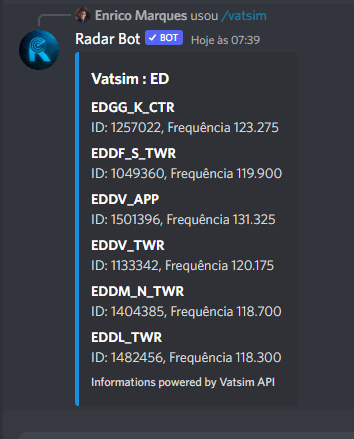 Enrico Marques usou /vatsim
Radar Bot ✓ BOT Hoje às 07:39
Vatsim : ED
EDGG_K_CTR
ID: 1257022, Frequência 123.275
EDDF_S_TWR
ID: 1049360, Frequência 119.900
EDDV_APP
ID: 1501396, Frequência 131.325
EDDV_TWR
ID: 1133342, Frequência 120.175
EDDM_N_TWR
ID: 1404385, Frequência 118.700
EDDL_TWR
ID: 1482456, Frequência 118.300
Informations powered by Vatsim API